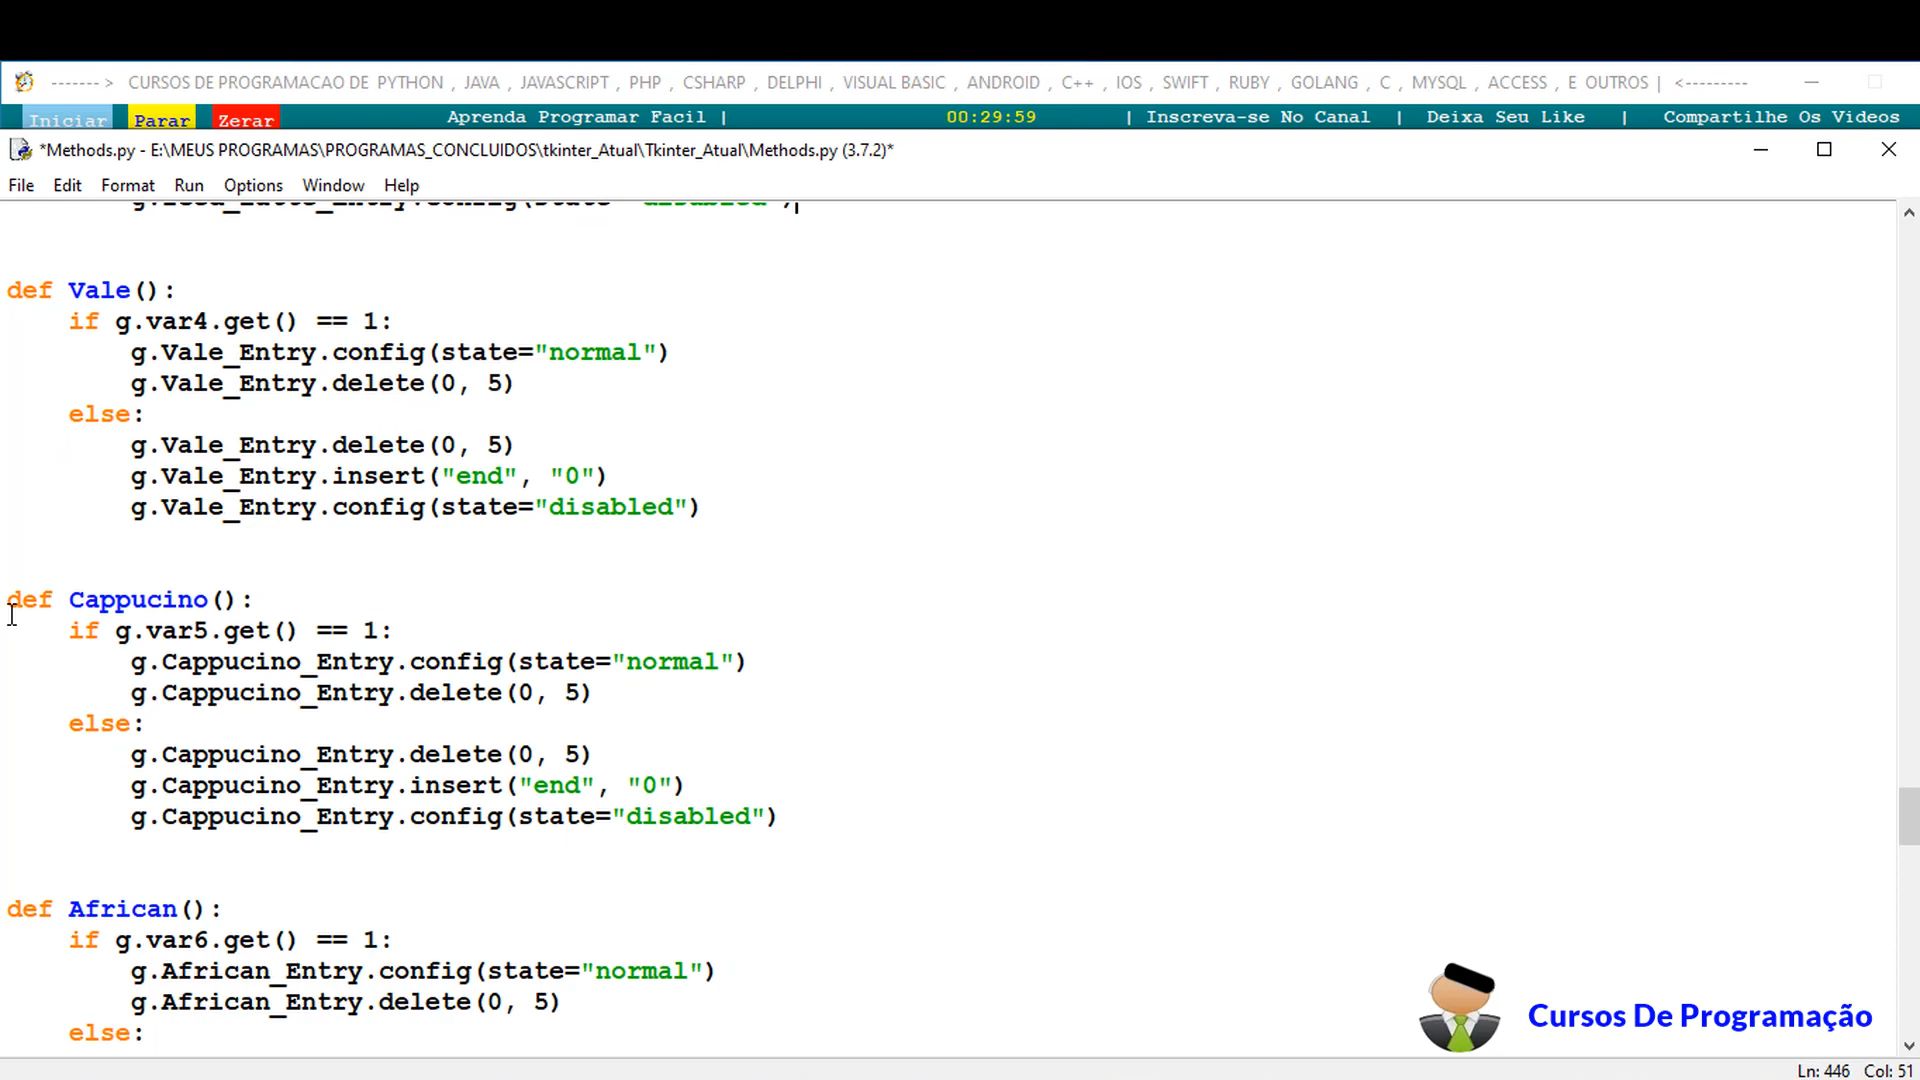 ------- > CURSOS DE PROGRAMACAO DE PYTHON , JAVA , JAVASCRIPT , PHP , CSHARP , DELPHI , VISUAL BASIC , ANDROID , C++ , IOS , SWIFT , RUBY , GOLANG , C , MYSQL , ACCESS , E OUTROS | <---------
Iniciar Parar Zerar Aprenda Programar Facil | 00:29:59 | Inscreva-se No Canal | Deixa Seu Like | Compartilhe Os Videos
*Methods.py - E:\MEUS PROGRAMAS\PROGRAMAS_CONCLUIDOS\tkinter_Atual\Tkinter_Atual\Methods.py (3.7.2)*
File Edit Format Run Options Window Help
def Vale():
    if g.var4.get() == 1:
        g.Vale_Entry.config(state="normal")
        g.Vale_Entry.delete(0, 5)
    else:
        g.Vale_Entry.delete(0, 5)
        g.Vale_Entry.insert("end", "0")
        g.Vale_Entry.config(state="disabled")
def Cappucino():
    if g.var5.get() == 1:
        g.Cappucino_Entry.config(state="normal")
        g.Cappucino_Entry.delete(0, 5)
    else:
        g.Cappucino_Entry.delete(0, 5)
        g.Cappucino_Entry.insert("end", "0")
        g.Cappucino_Entry.config(state="disabled")
def African():
    if g.var6.get() == 1:
        g.African_Entry.config(state="normal")
        g.African_Entry.delete(0, 5)
    else:
Cursos De Programação
Ln: 446 Col: 51